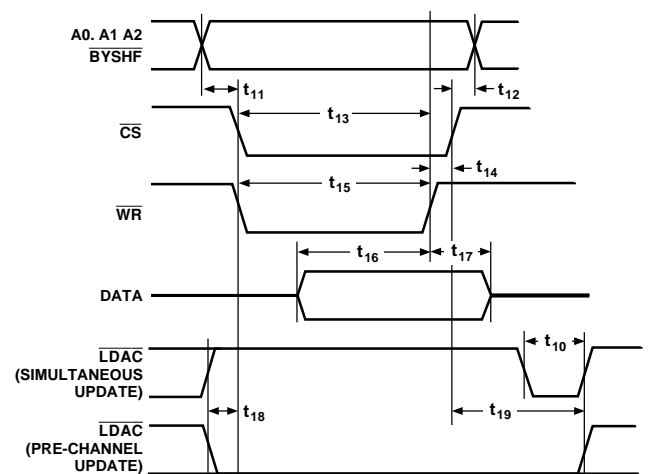 A0. A1 A2
BYSHF
t11
t12
t13
CS
t14
t15
WR
t16
t17
DATA
t10
LDAC
(SIMULTANEOUS
UPDATE)
t18
t19
LDAC
(PRE-CHANNEL
UPDATE)